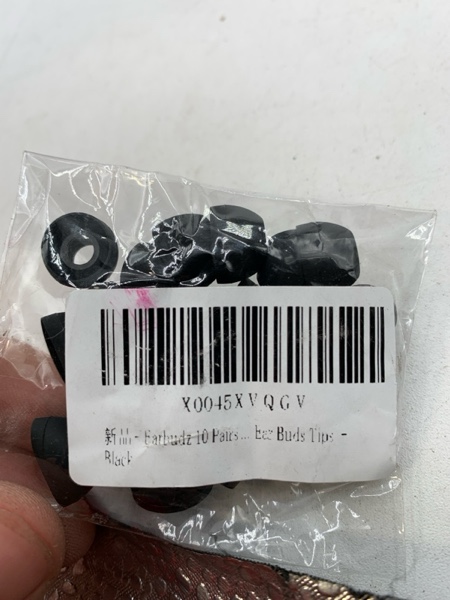 X0045XVQGV
新品 - Earbudz 10 Pairs... Ear Buds Tips -
Black